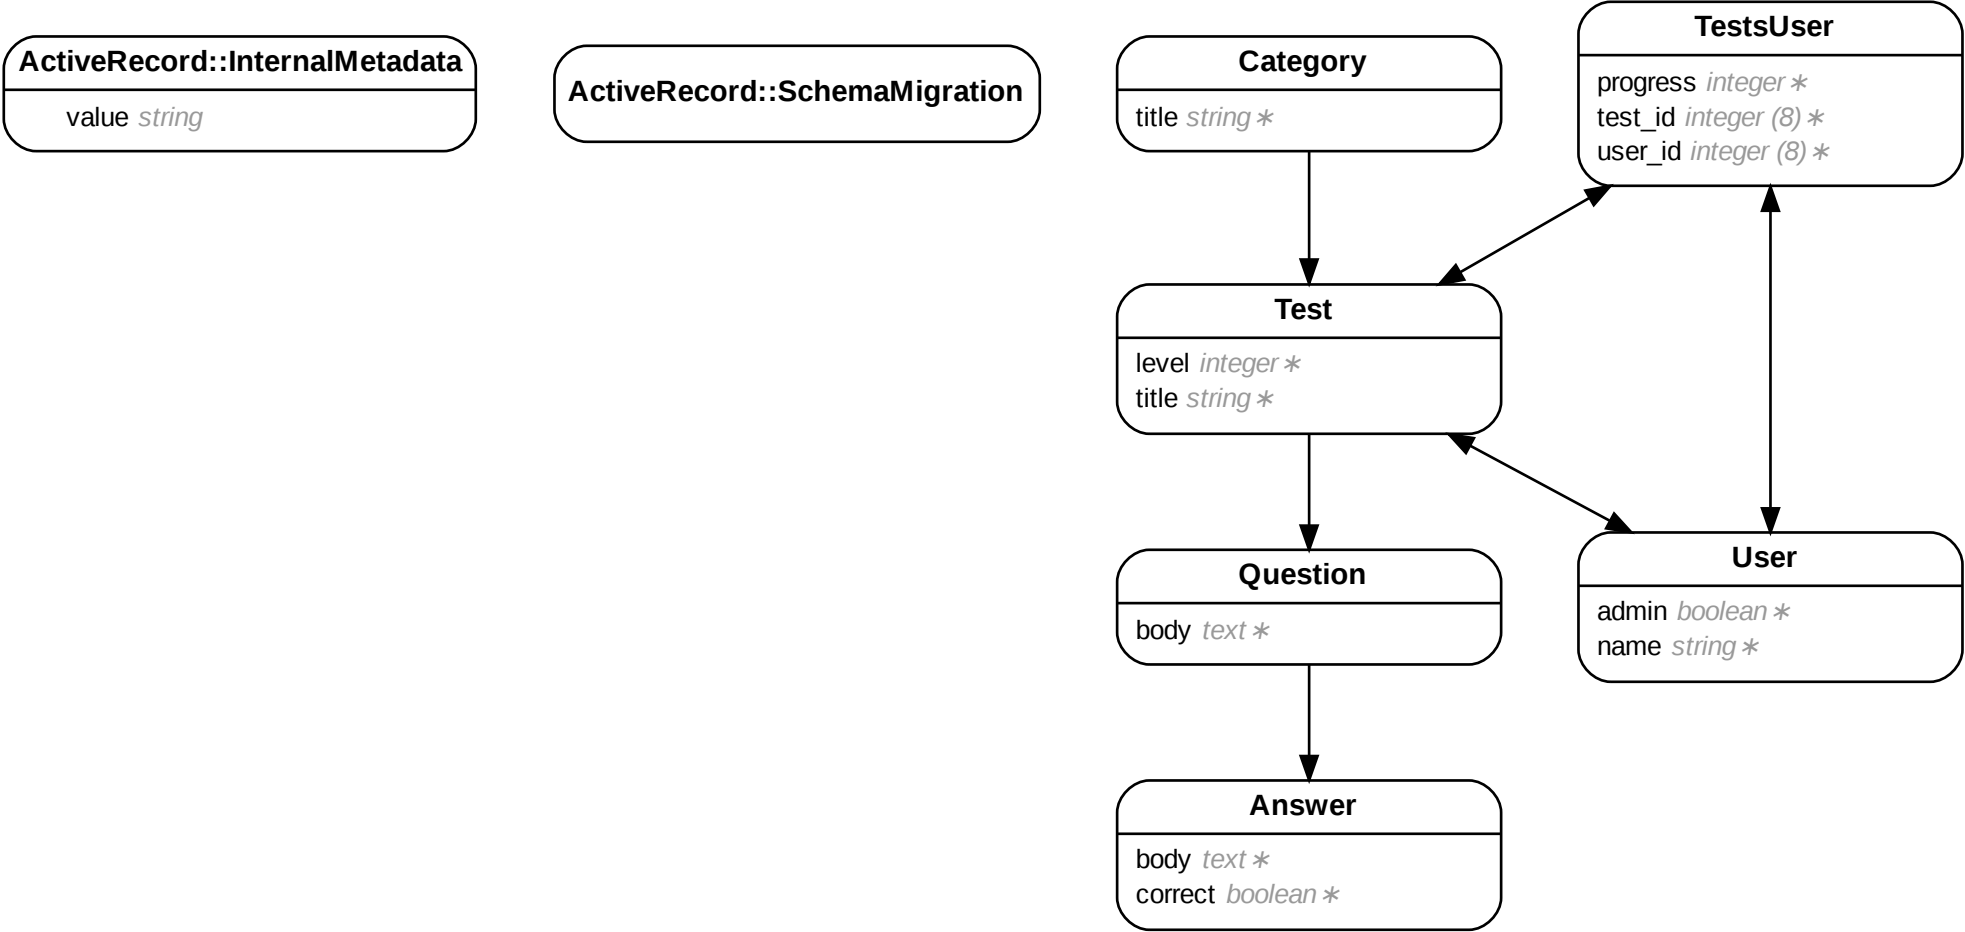 ActiveRecord::InternalMetadata
value string
ActiveRecord::SchemaMigration
Category
title string ∗
TestsUser
progress integer ∗
test_id integer (8) ∗
user_id integer (8) ∗
Test
level integer ∗
title string ∗
Question
body text ∗
User
admin boolean ∗
name string ∗
Answer
body text ∗
correct boolean ∗